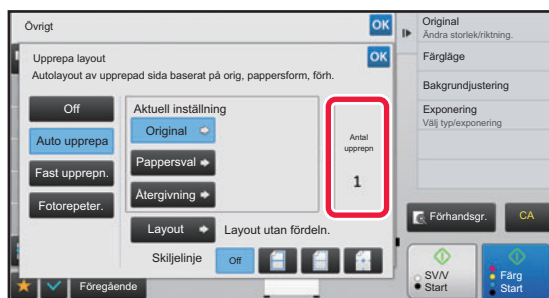 Övrigt
OK
Upprepa layout
OK
Autolayout av upprepad sida baserat på orig, pappersform, förh.
Off
Auto upprepa
Fast upprepn.
Fotorepeter.
Aktuell inställning
Original
Pappersval
Återgivning
Layout
Layout utan fördeln.
Skiljelinje
Off
Antal
upprepn
1
Föregående
Original
Ändra storlek/riktning.
Färgläge
Bakgrundjustering
Exponering
Välj typ/exponering
Förhandsgr.
CA
SV/V
Start
Färg
Start